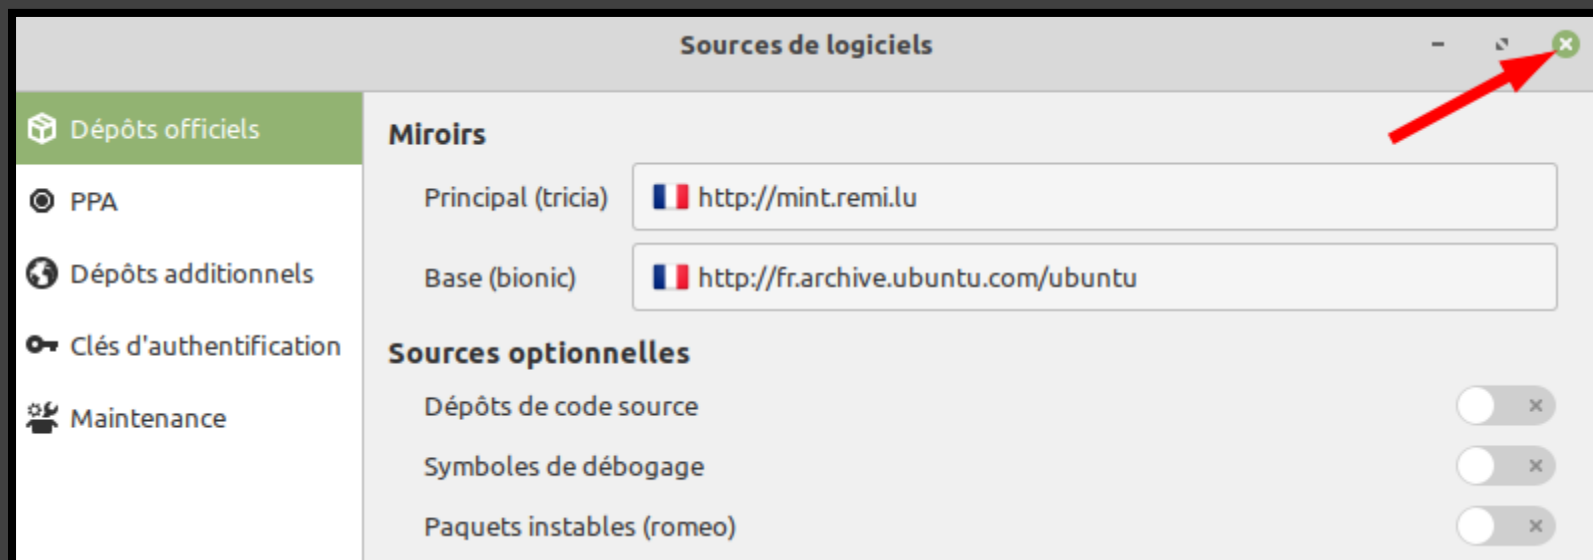 Sources de logiciels
Dépôts officiels
PPA
Dépôts additionnels
Clés d'authentification
Maintenance
Miroirs
Principal (tricia) http://mint.remi.lu
Base (bionic) http://fr.archive.ubuntu.com/ubuntu
Sources optionnelles
Dépôts de code source
Symboles de débogage
Paquets instables (romeo)